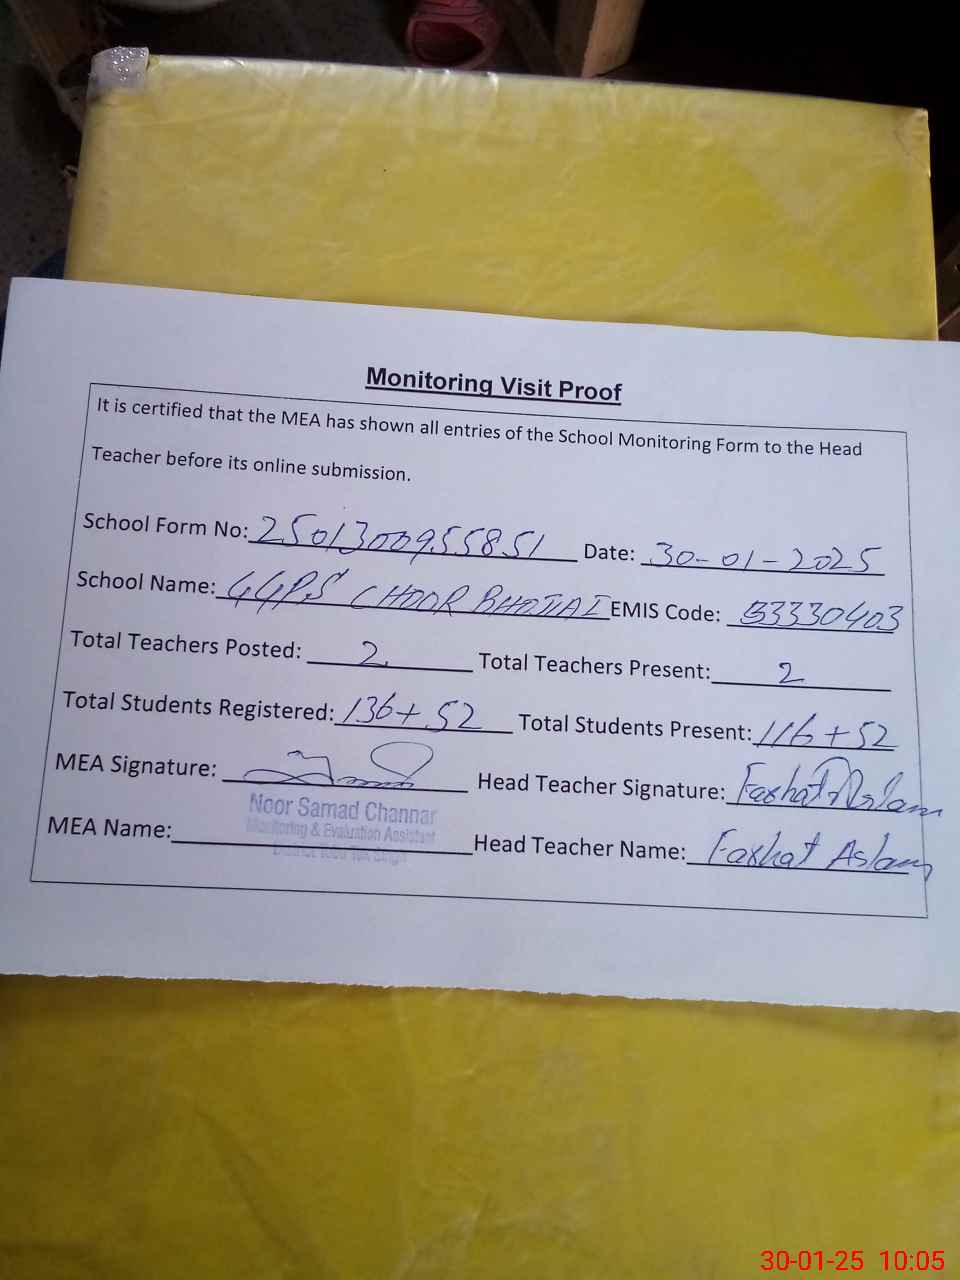 Monitoring Visit Proof
It is certified that the MEA has shown all entries of the School Monitoring Form to the Head
Teacher before its online submission.
School Form No: 2501300955851 Date: 30-01-2025
School Name: GGPS CHOOR BHOJIAI EMIS Code: 53330403
Total Teachers Posted: 2 Total Teachers Present: 2
Total Students Registered: 136+52 Total Students Present: 116+52
MEA Signature: Head Teacher Signature: Farhat Aslam
Noor Samad Channar
Monitoring & Evaluation Assistant
MEA Name: Head Teacher Name: Farhat Aslam
30-01-25 10:05